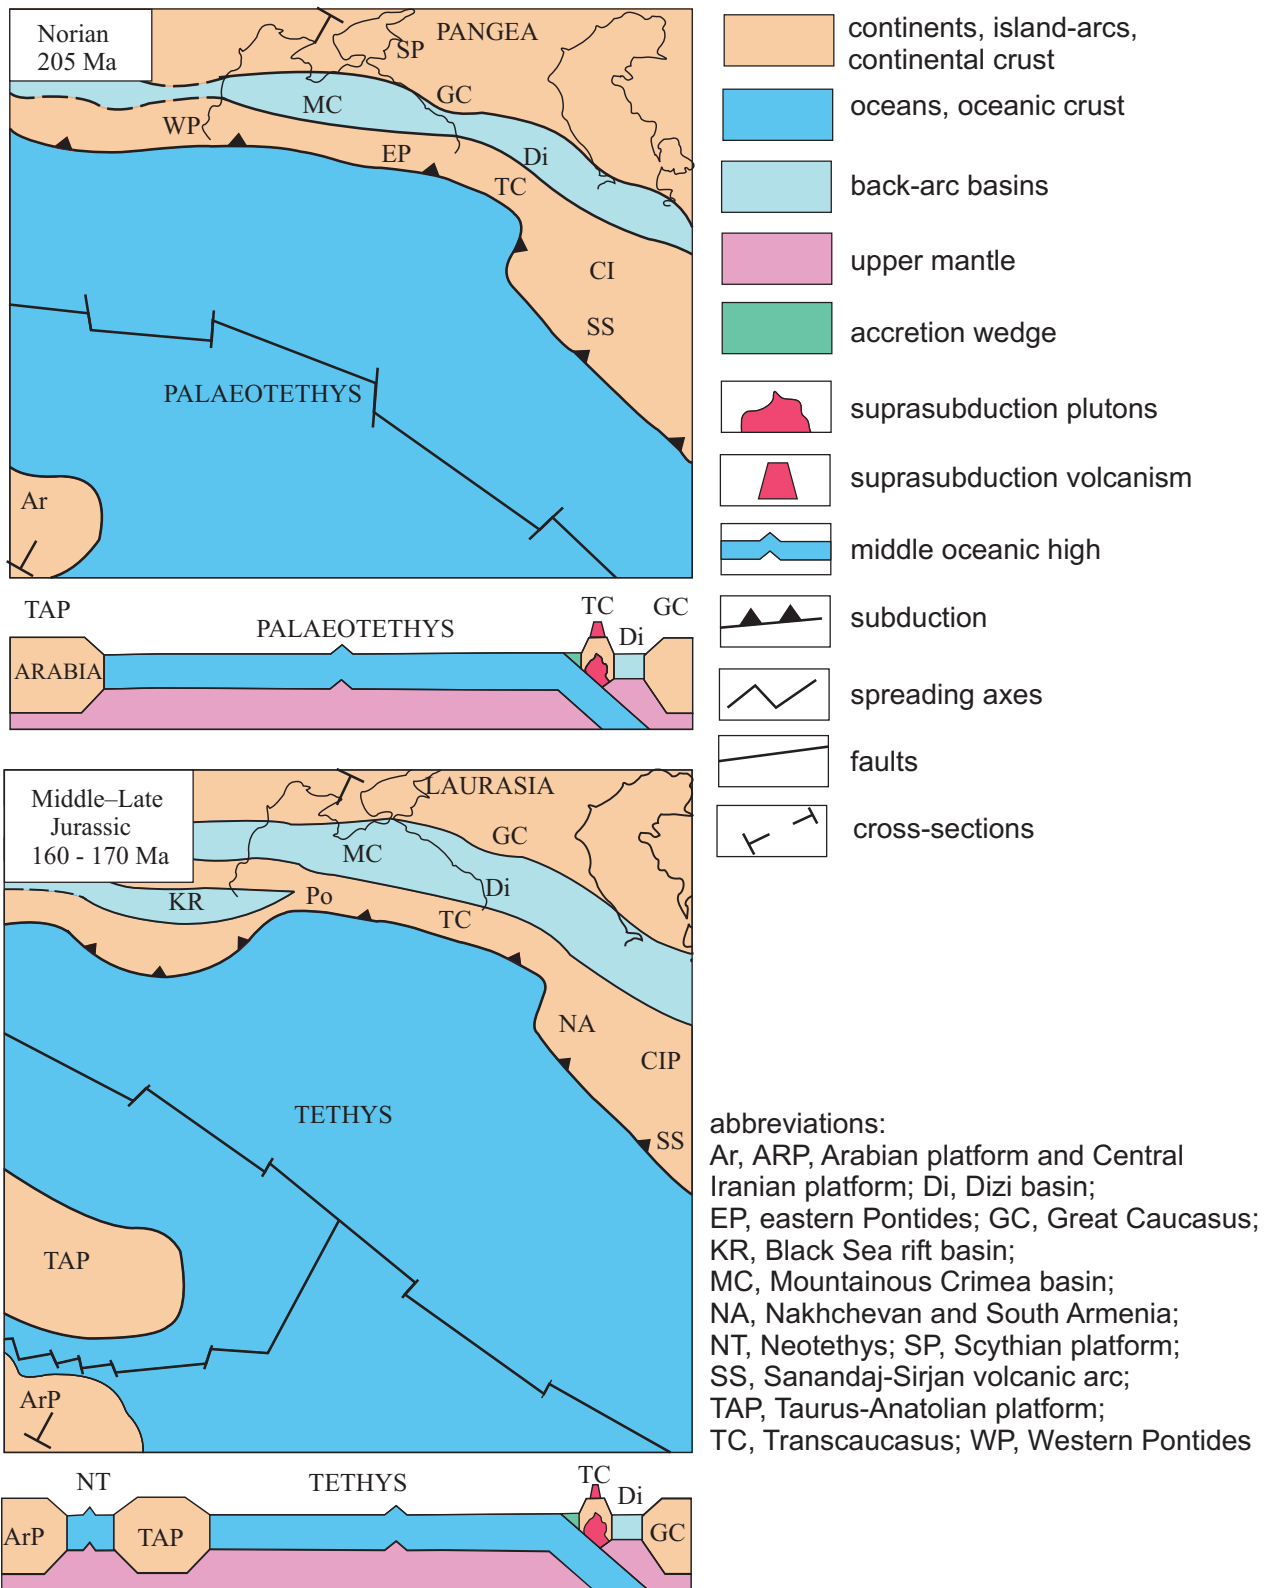 Norian
205 Ma
PANGEA
SP
GC
MC
WP
EP
Di
TC
CI
SS
PALAEOTETHYS
Ar
TAP
PALAEOTETHYS
TC
GC
Di
ARABIA
Middle–Late
Jurassic
160 - 170 Ma
LAURASIA
GC
MC
KR
Po
Di
TC
NA
CIP
TETHYS
SS
TAP
ArP
NT
TETHYS
TC
Di
ArP
TAP
GC
continents, island-arcs,
continental crust
oceans, oceanic crust
back-arc basins
upper mantle
accretion wedge
suprasubduction plutons
suprasubduction volcanism
middle oceanic high
subduction
spreading axes
faults
cross-sections
abbreviations:
Ar, ARP, Arabian platform and Central
Iranian platform; Di, Dizi basin;
EP, eastern Pontides; GC, Great Caucasus;
KR, Black Sea rift basin;
MC, Mountainous Crimea basin;
NA, Nakhchevan and South Armenia;
NT, Neotethys; SP, Scythian platform;
SS, Sanandaj-Sirjan volcanic arc;
TAP, Taurus-Anatolian platform;
TC, Transcaucasus; WP, Western Pontides